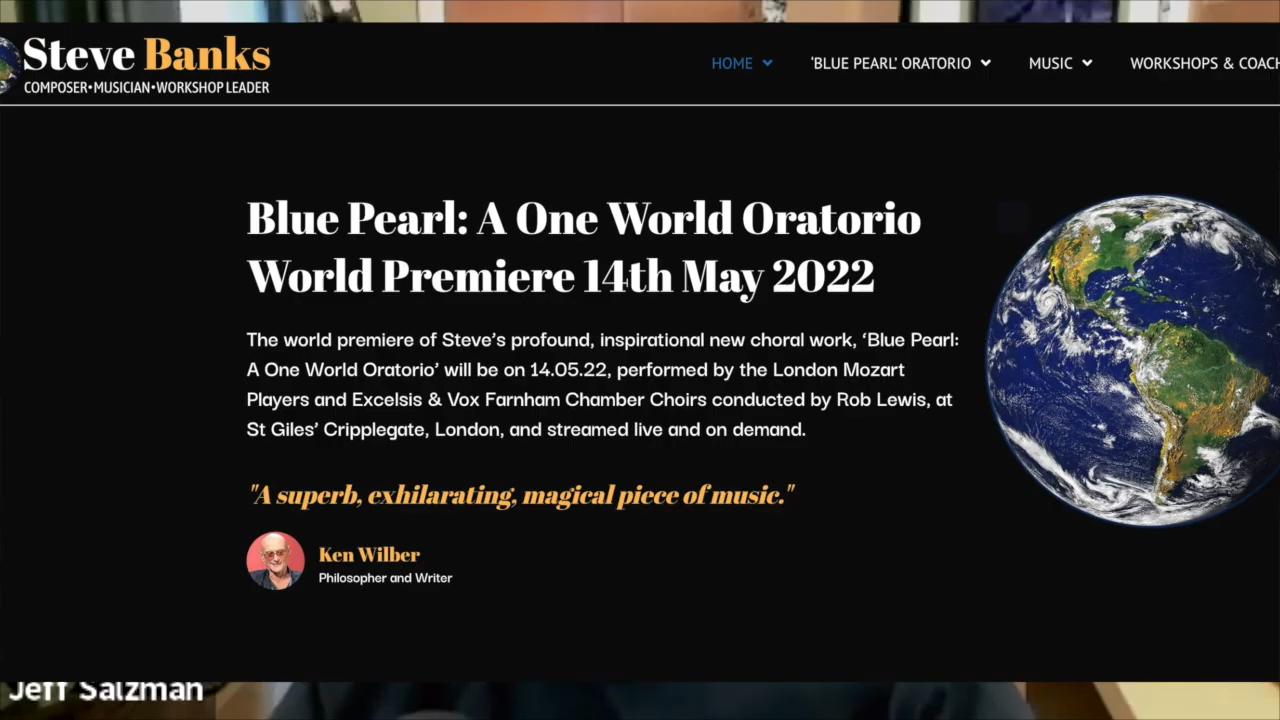 Steve Banks
COMPOSER•MUSICIAN•WORKSHOP LEADER
HOME
'BLUE PEARL' ORATORIO
MUSIC
WORKSHOPS & COACH
Blue Pearl: A One World Oratorio
World Premiere 14th May 2022
The world premiere of Steve's profound, inspirational new choral work, 'Blue Pearl:
A One World Oratorio' will be on 14.05.22, performed by the London Mozart
Players and Excelsis & Vox Farnham Chamber Choirs conducted by Rob Lewis, at
St Giles' Cripplegate, London, and streamed live and on demand.
"A superb, exhilarating, magical piece of music."
Ken Wilber
Philosopher and Writer
Jeff Salzman